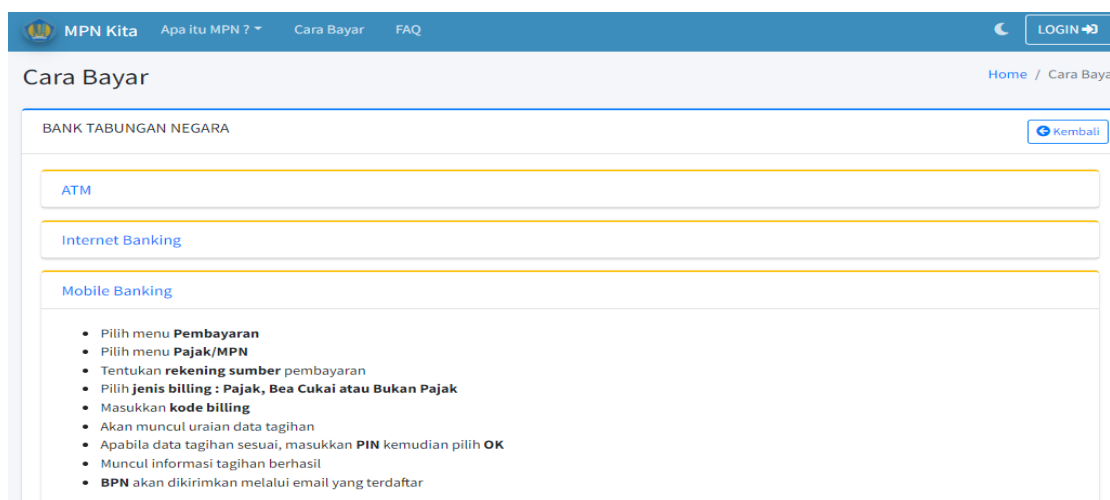 MPN Kita Apa itu MPN ? Cara Bayar FAQ LOGIN
Cara Bayar Home / Cara Baya
BANK TABUNGAN NEGARA Kembali
ATM
Internet Banking
Mobile Banking
• Pilih menu Pembayaran
• Pilih menu Pajak/MPN
• Tentukan rekening sumber pembayaran
• Pilih jenis billing : Pajak, Bea Cukai atau Bukan Pajak
• Masukkan kode billing
• Akan muncul uraian data tagihan
• Apabila data tagihan sesuai, masukkan PIN kemudian pilih OK
• Muncul informasi tagihan berhasil
• BPN akan dikirimkan melalui email yang terdaftar